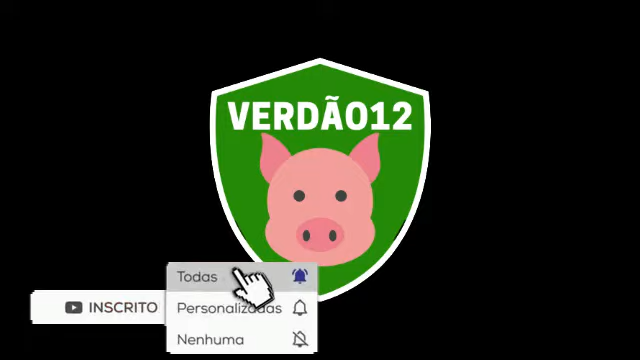 VERDÃO12
Todas
INSCRITO
Personalizadas
Nenhuma